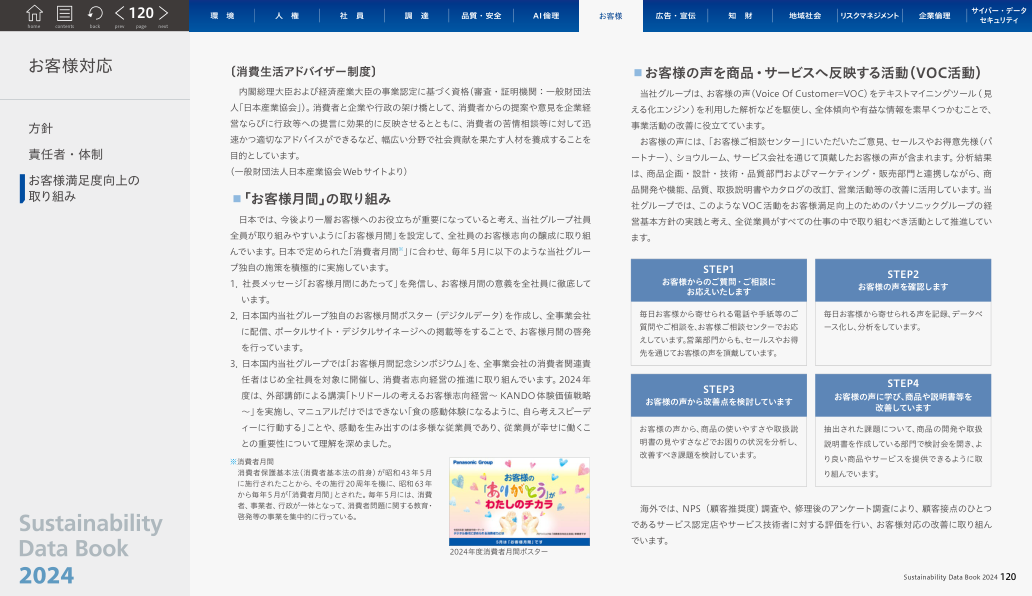 home
contents
back
prev
120
page
next
環 境
人 権
社 員
調 達
品質・安全
AI倫理
お客様
広告・宣伝
知 財
地域社会
リスクマネジメント
企業倫理
サイバー・データ
セキュリティ
お客様対応
方針
責任者・体制
お客様満足度向上の
取り組み
Sustainability
Data Book
2024
〔消費生活アドバイザー制度〕
内閣総理大臣および経済産業大臣の事業認定に基づく資格(審査・証明機関:一般財団法
人「日本産業協会」)。消費者と企業や行政の架け橋として、消費者からの提案や意見を企業経
営ならびに行政等への提言に効果的に反映させるとともに、消費者の苦情相談等に対して迅
速かつ適切なアドバイスができるなど、幅広い分野で社会貢献を果たす人材を養成することを
目的としています。
(一般財団法人日本産業協会Webサイトより)
■「お客様月間」の取り組み
日本では、今後より一層お客様へのお役立ちが重要になっていると考え、当社グループ社員
全員が取り組みやすいように「お客様月間」を設定して、全社員のお客様志向の醸成に取り組
んでいます。日本で定められた「消費者月間※」に合わせ、毎年5月に以下のような当社グルー
プ独自の施策を積極的に実施しています。
1, 社長メッセージ「お客様月間にあたって」を発信し、お客様月間の意義を全社員に徹底して
います。
2, 日本国内当社グループ独自のお客様月間ポスター(デジタルデータ)を作成し、全事業会社
に配信、ポータルサイト・デジタルサイネージへの掲載等をすることで、お客様月間の啓発
を行っています。
3, 日本国内当社グループでは「お客様月間記念シンポジウム」を、全事業会社の消費者関連責
任者はじめ全社員を対象に開催し、消費者志向経営の推進に取り組んでいます。2024年
度は、外部講師による講演「トリドールの考えるお客様志向経営〜KANDO体験価値戦略
〜」を実施し、マニュアルだけではできない「食の感動体験になるように、自ら考えスピーデ
ィーに行動する」ことや、感動を生み出すのは多様な従業員であり、従業員が幸せに働くこ
との重要性について理解を深めました。
※消費者月間
消費者保護基本法(消費者基本法の前身)が昭和43年5月
に施行されたことから、その施行20周年を機に、昭和63年
から毎年5月が「消費者月間」とされた。毎年5月には、消費
者、事業者、行政が一体となって、消費者問題に関する教育・
啓発等の事業を集中的に行っている。
Panasonic Group
お客様の
「ありがとう」が
わたしのチカラ
5月は「お客様月間」です
2024年度消費者月間ポスター
■お客様の声を商品・サービスへ反映する活動(VOC活動)
当社グループは、お客様の声(Voice Of Customer=VOC)をテキストマイニングツール(見
える化エンジン)を利用した解析などを駆使し、全体傾向や有益な情報を素早くつかむことで、
事業活動の改善に役立てています。
お客様の声には、「お客様ご相談センター」にいただいたご意見、セールスやお得意先様(パ
ートナー)、ショウルーム、サービス会社を通じて頂戴したお客様の声が含まれます。分析結果
は、商品企画・設計・技術・品質部門およびマーケティング・販売部門と連携しながら、商
品開発や機能、品質、取扱説明書やカタログの改訂、営業活動等の改善に活用しています。当
社グループでは、このようなVOC活動をお客様満足向上のためのパナソニックグループの経
営基本方針の実践と考え、全従業員がすべての仕事の中で取り組むべき活動として推進してい
ます。
STEP1
お客様からのご質問・ご相談に
お応えいたします
毎日お客様から寄せられる電話や手紙等のご
質問やご相談を、お客様ご相談センターでお応
えしています。営業部門からも、セールスやお得
先を通じてお客様の声を頂戴しています。
STEP2
お客様の声を確認します
毎日お客様から寄せられる声を記録、データベ
ース化し、分析をしています。
STEP3
お客様の声から改善点を検討しています
お客様の声から、商品の使いやすさや取扱説
明書の見やすさなどでお困りの状況を分析し、
改善すべき課題を検討しています。
STEP4
お客様の声に学び、商品や説明書等を
改善しています
抽出された課題について、商品の開発や取扱
説明書を作成している部門で検討会を開き、よ
り良い商品やサービスを提供できるように取
り組んでいます。
海外では、NPS(顧客推奨度)調査や、修理後のアンケート調査により、顧客接点のひとつ
であるサービス認定店やサービス技術者に対する評価を行い、お客様対応の改善に取り組ん
でいます。
Sustainability Data Book 2024 120